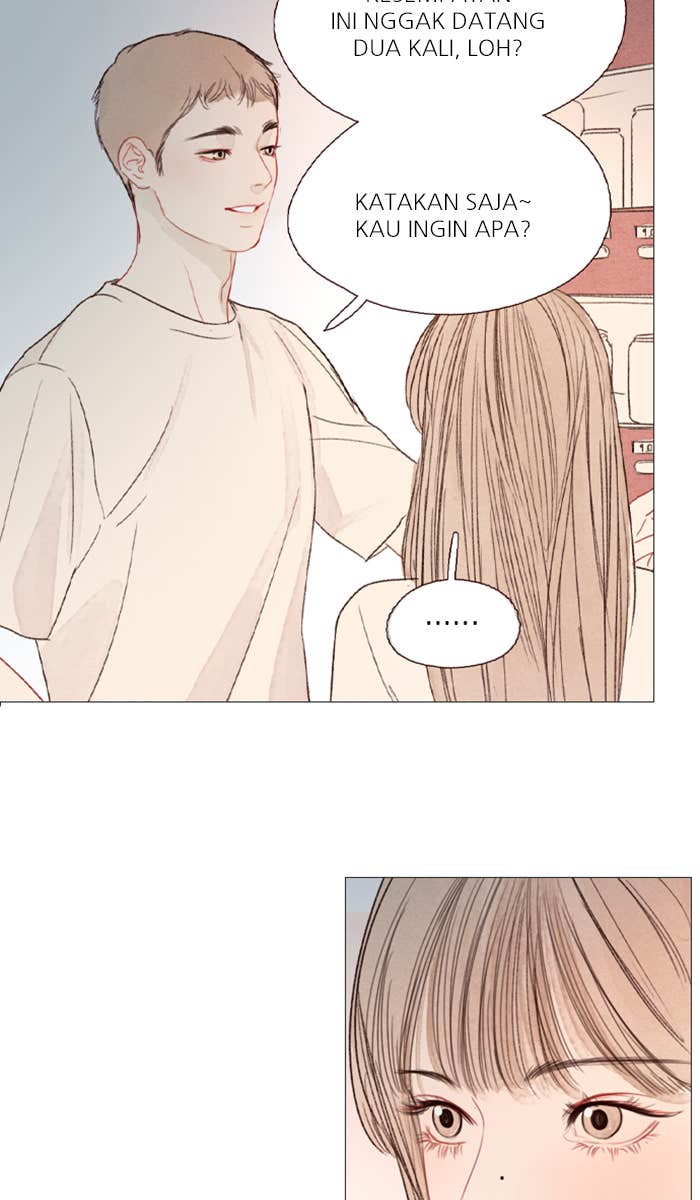 INI NGGAK DATANG
DUA KALI, LOH?
KATAKAN SAJA~
KAU INGIN APA?
......